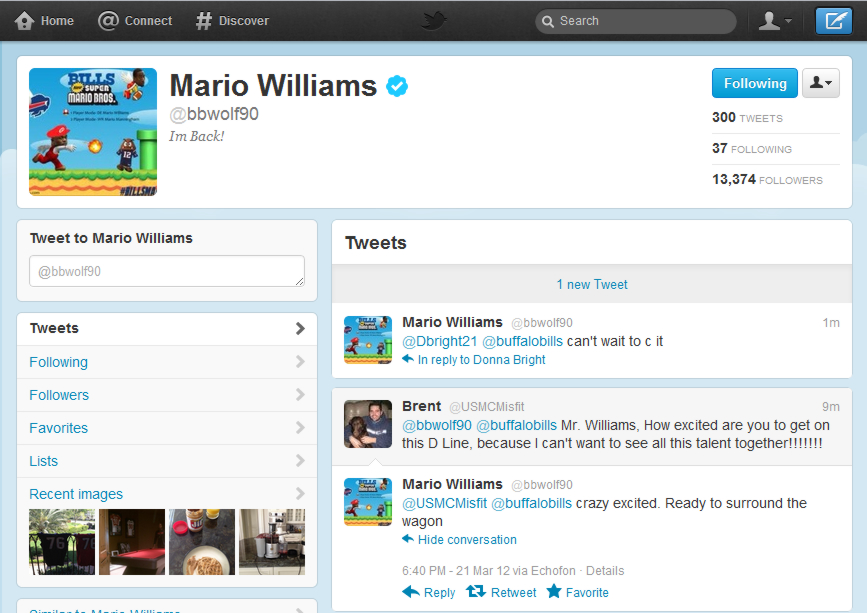 Home
Connect
Discover
Search
BILLS
SUPER
MARIO BROS.
12
#BILLSMA
Mario Williams
@bbwolf90
Im Back!
Following
300 TWEETS
37 FOLLOWING
13,374 FOLLOWERS
Tweet to Mario Williams
@bbwolf90
Tweets
Following
Followers
Favorites
Lists
Recent images
76
Similar to Mario Williams
Tweets
1 new Tweet
Mario Williams @bbwolf90 1m
@Dbright21 @buffalobills can't wait to c it
In reply to Donna Bright
Brent @USMCMisfit 9m
@bbwolf90 @buffalobills Mr. Williams, How excited are you to get on
this D Line, because I can't want to see all this talent together!!!!!!!
Mario Williams @bbwolf90
@USMCMisfit @buffalobills crazy excited. Ready to surround the
wagon
Hide conversation
6:40 PM - 21 Mar 12 via Echofon · Details
Reply Retweet Favorite